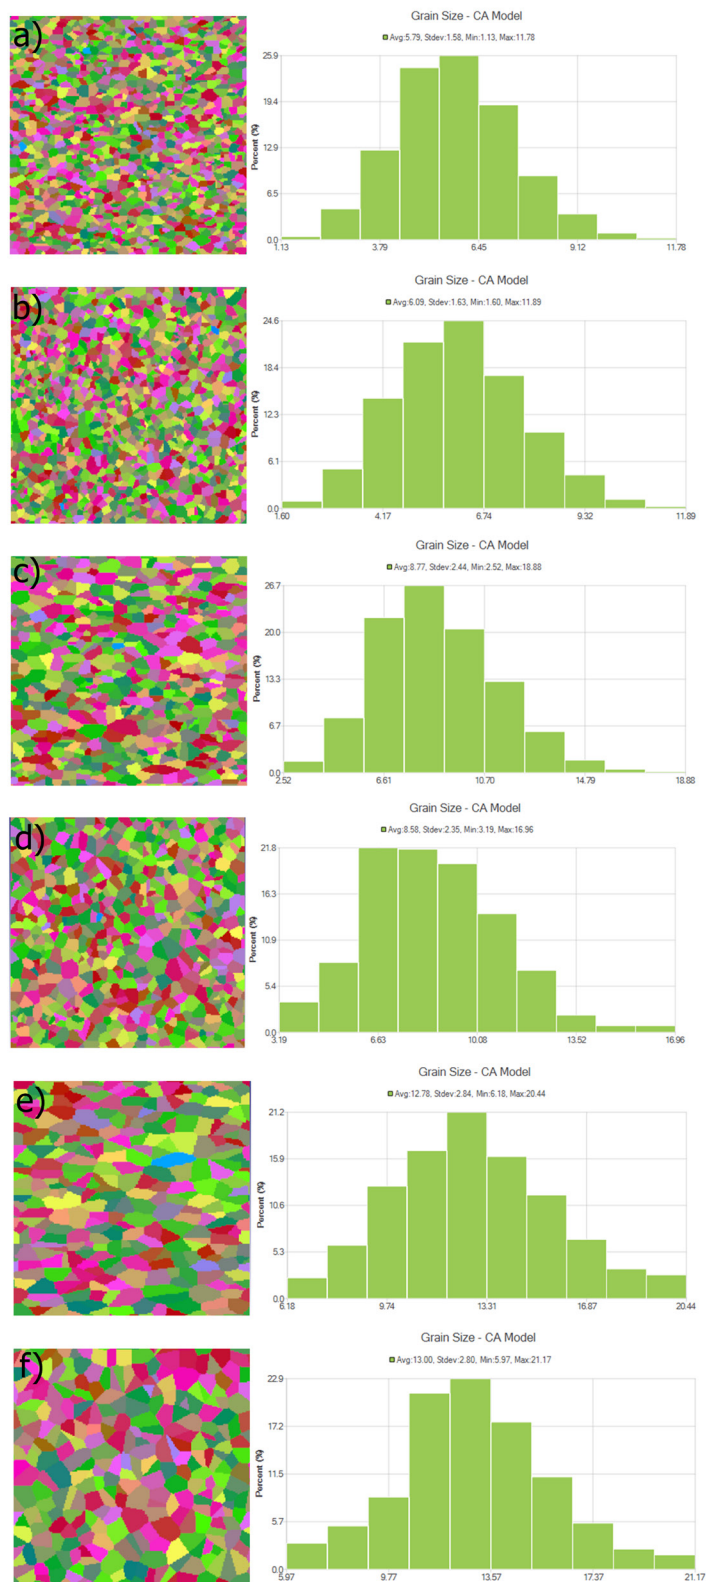 a)
Grain Size - CA Model
Avg:5.79, Stdev:1.58, Min:1.13, Max:11.78
25.9
19.4
12.9
6.5
0.0
Percent (%)
1.13 3.79 6.45 9.12 11.78
b)
Grain Size - CA Model
Avg:6.09, Stdev:1.63, Min:1.60, Max:11.89
24.6
18.4
12.3
6.1
0.0
Percent (%)
1.60 4.17 6.74 9.32 11.89
c)
Grain Size - CA Model
Avg:8.77, Stdev:2.44, Min:2.52, Max:18.88
26.7
20.0
13.3
6.7
0.0
Percent (%)
2.52 6.61 10.70 14.79 18.88
d)
Grain Size - CA Model
Avg:8.58, Stdev:2.35, Min:3.19, Max:16.96
21.8
16.3
10.9
5.4
0.0
Percent (%)
3.19 6.63 10.08 13.52 16.96
e)
Grain Size - CA Model
Avg:12.78, Stdev:2.84, Min:6.18, Max:20.44
21.2
15.9
10.6
5.3
0.0
Percent (%)
6.18 9.74 13.31 16.87 20.44
f)
Grain Size - CA Model
Avg:13.00, Stdev:2.80, Min:5.97, Max:21.17
22.9
17.2
11.5
5.7
0.0
Percent (%)
5.97 9.77 13.57 17.37 21.17